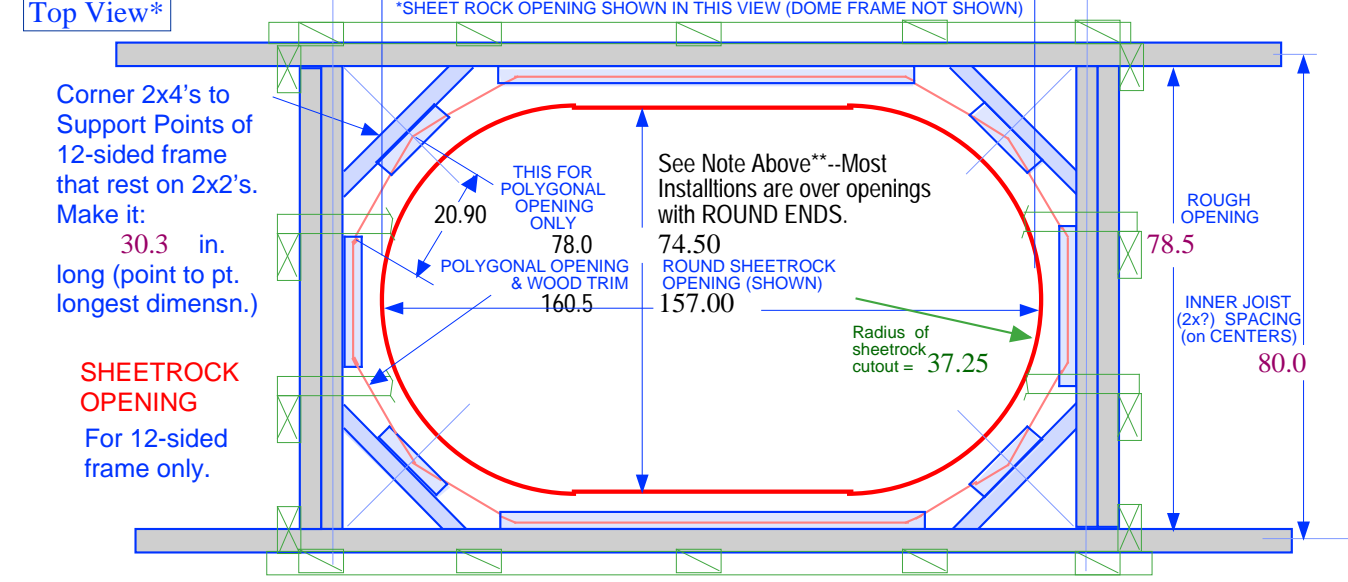 Top View*
*SHEET ROCK OPENING SHOWN IN THIS VIEW (DOME FRAME NOT SHOWN)
Corner 2x4's to
Support Points of
12-sided frame
that rest on 2x2's.
Make it:
30.3 in.
long (point to pt.
longest dimensn.)
SHEETROCK
OPENING
For 12-sided
frame only.
20.90
THIS FOR
POLYGONAL
OPENING
ONLY
78.0
POLYGONAL OPENING
& WOOD TRIM
160.5
See Note Above**--Most
Installtions are over openings
with ROUND ENDS.
74.50
ROUND SHEETROCK
OPENING (SHOWN)
157.00
Radius of
sheetrock
cutout = 37.25
ROUGH
OPENING
78.5
INNER JOIST
(2x?) SPACING
(on CENTERS)
80.0